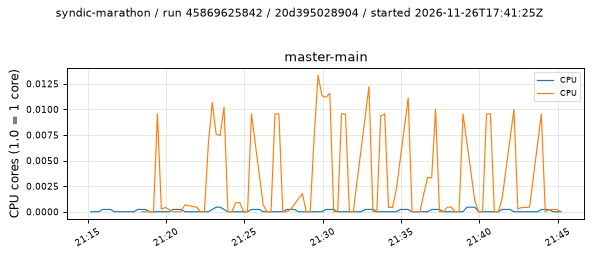 syndic-marathon / run 45869625842 / 20d395028904 / started 2026-11-26T17:41:25Z
master-main
CPU cores (1.0 = 1 core)
0.0125
0.0100
0.0075
0.0050
0.0025
0.0000
CPU
CPU
21:15
21:20
21:25
21:30
21:35
21:40
21:45